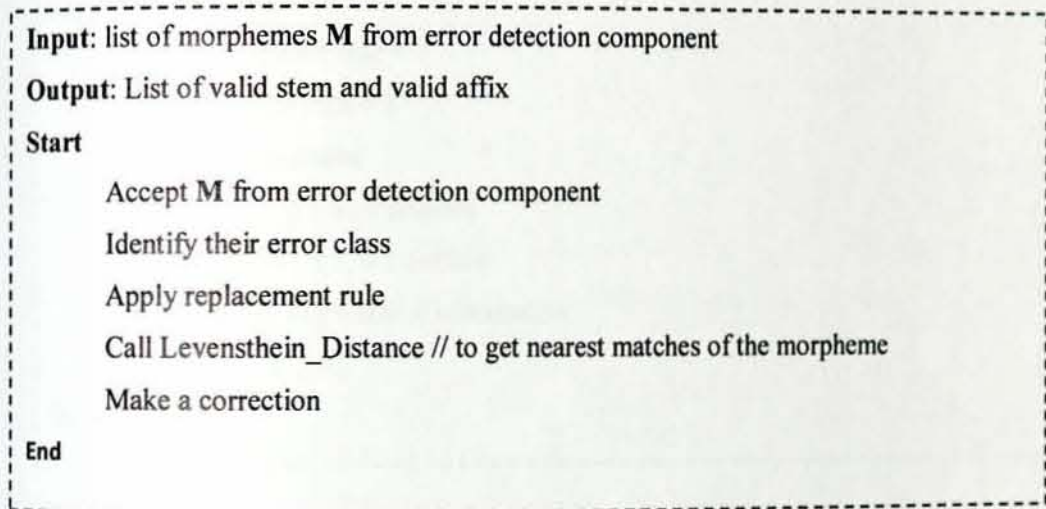 Input: list of morphemes M from error detection component
Output: List of valid stem and valid affix
Start
Accept M from error detection component
Identify their error class
Apply replacement rule
Call Levensthein_Distance // to get nearest matches of the morpheme
Make a correction
End